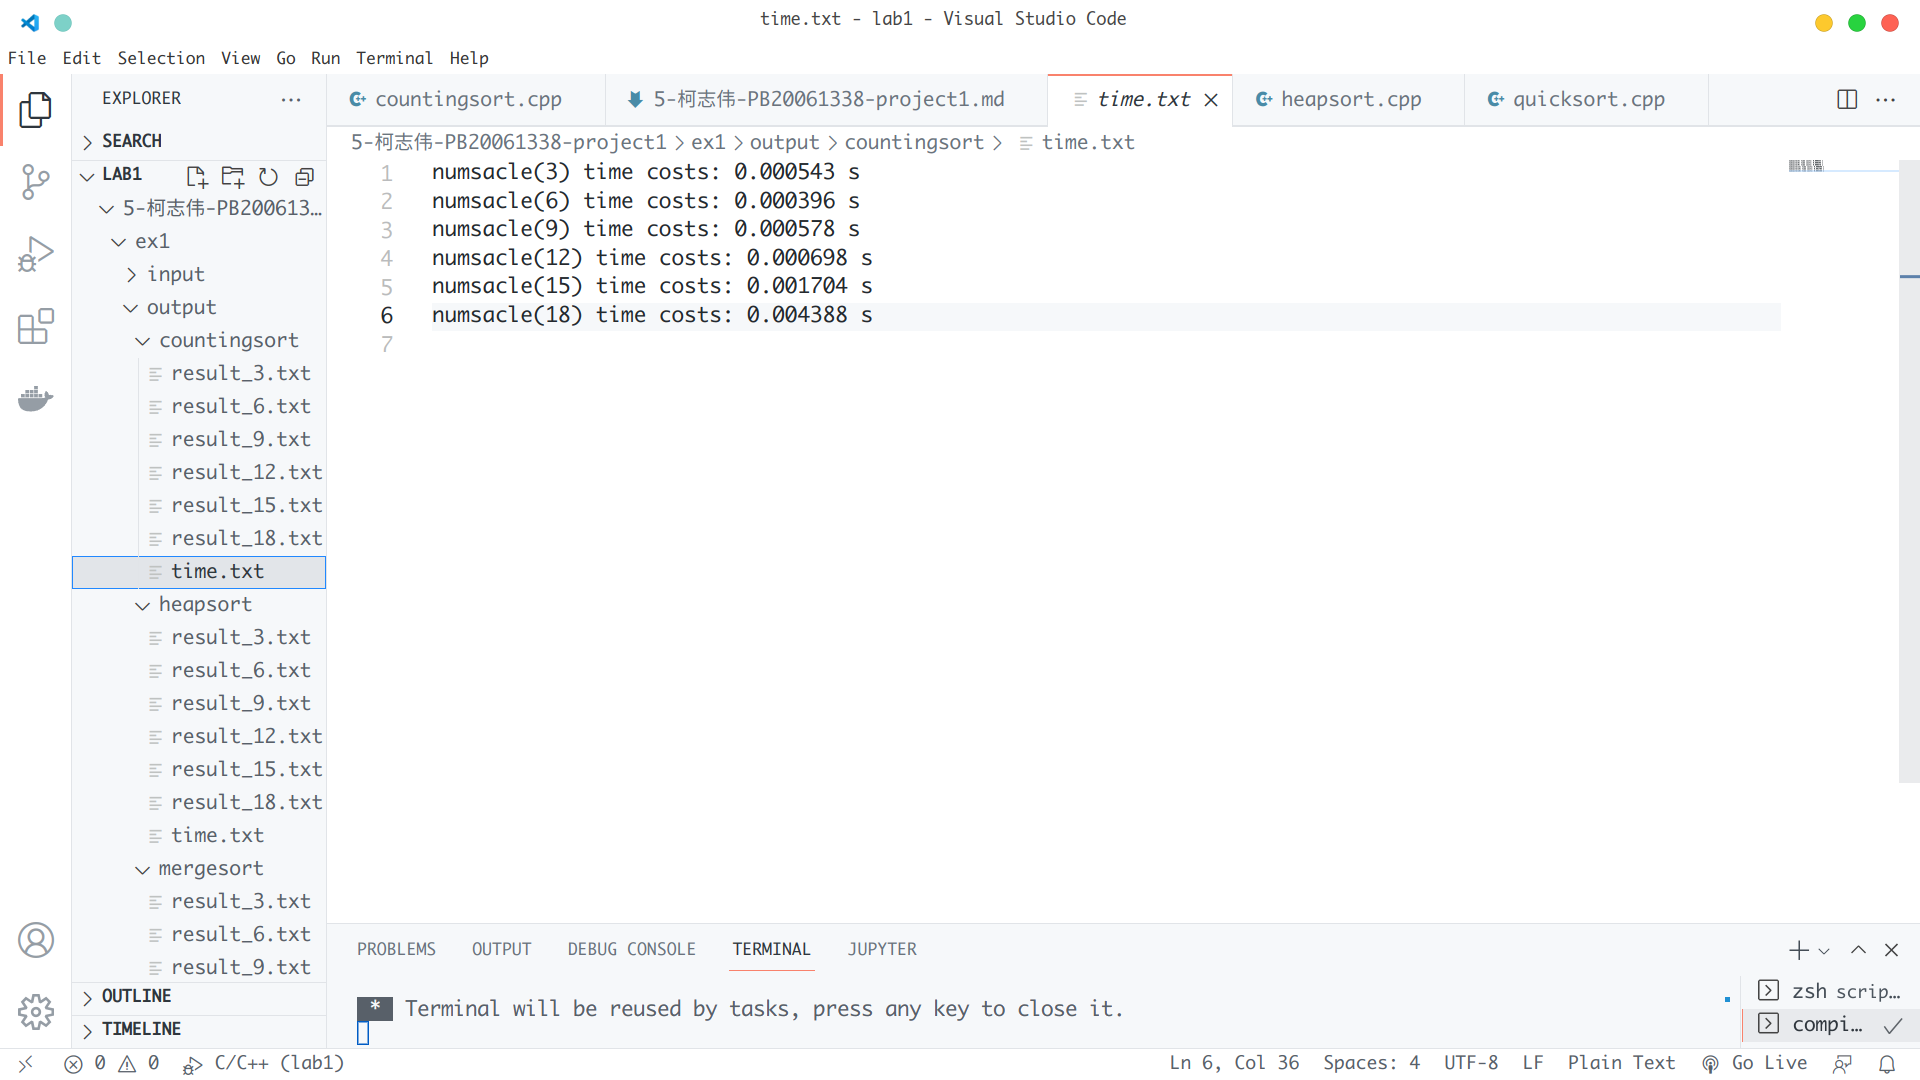 time.txt - lab1 - Visual Studio Code
File Edit Selection View Go Run Terminal Help
EXPLORER
SEARCH
LAB1
5-柯志伟-PB200613...
ex1
input
output
countingsort
result_3.txt
result_6.txt
result_9.txt
result_12.txt
result_15.txt
result_18.txt
time.txt
heapsort
result_3.txt
result_6.txt
result_9.txt
result_12.txt
result_15.txt
result_18.txt
time.txt
mergesort
result_3.txt
result_6.txt
result_9.txt
OUTLINE
TIMELINE
countingsort.cpp 5-柯志伟-PB20061338-project1.md time.txt heapsort.cpp quicksort.cpp
5-柯志伟-PB20061338-project1 > ex1 > output > countingsort > time.txt
1 numsacle(3) time costs: 0.000543 s
2 numsacle(6) time costs: 0.000396 s
3 numsacle(9) time costs: 0.000578 s
4 numsacle(12) time costs: 0.000698 s
5 numsacle(15) time costs: 0.001704 s
6 numsacle(18) time costs: 0.004388 s
7
PROBLEMS OUTPUT DEBUG CONSOLE TERMINAL JUPYTER
* Terminal will be reused by tasks, press any key to close it.
zsh scrip...
compi...
0 0 C/C++ (lab1) Ln 6, Col 36 Spaces: 4 UTF-8 LF Plain Text Go Live